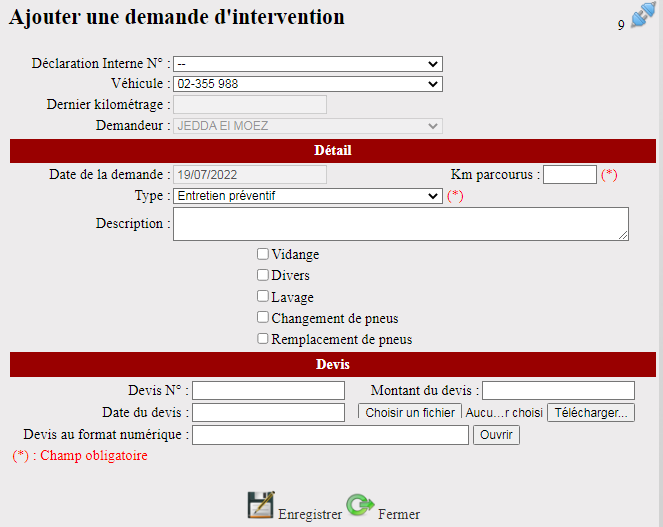 Ajouter une demande d'intervention
9
Déclaration Interne N° : --
Véhicule : 02-355 988
Dernier kilométrage :
Demandeur : JEDDA El MOEZ
Détail
Date de la demande : 19/07/2022 Km parcourus : (*)
Type : Entretien préventif (*)
Description :
Vidange
Divers
Lavage
Changement de pneus
Remplacement de pneus
Devis
Devis N° : Montant du devis :
Date du devis : Choisir un fichier Aucu...r choisi Télécharger...
Devis au format numérique : Ouvrir
(*) : Champ obligatoire
Enregistrer Fermer